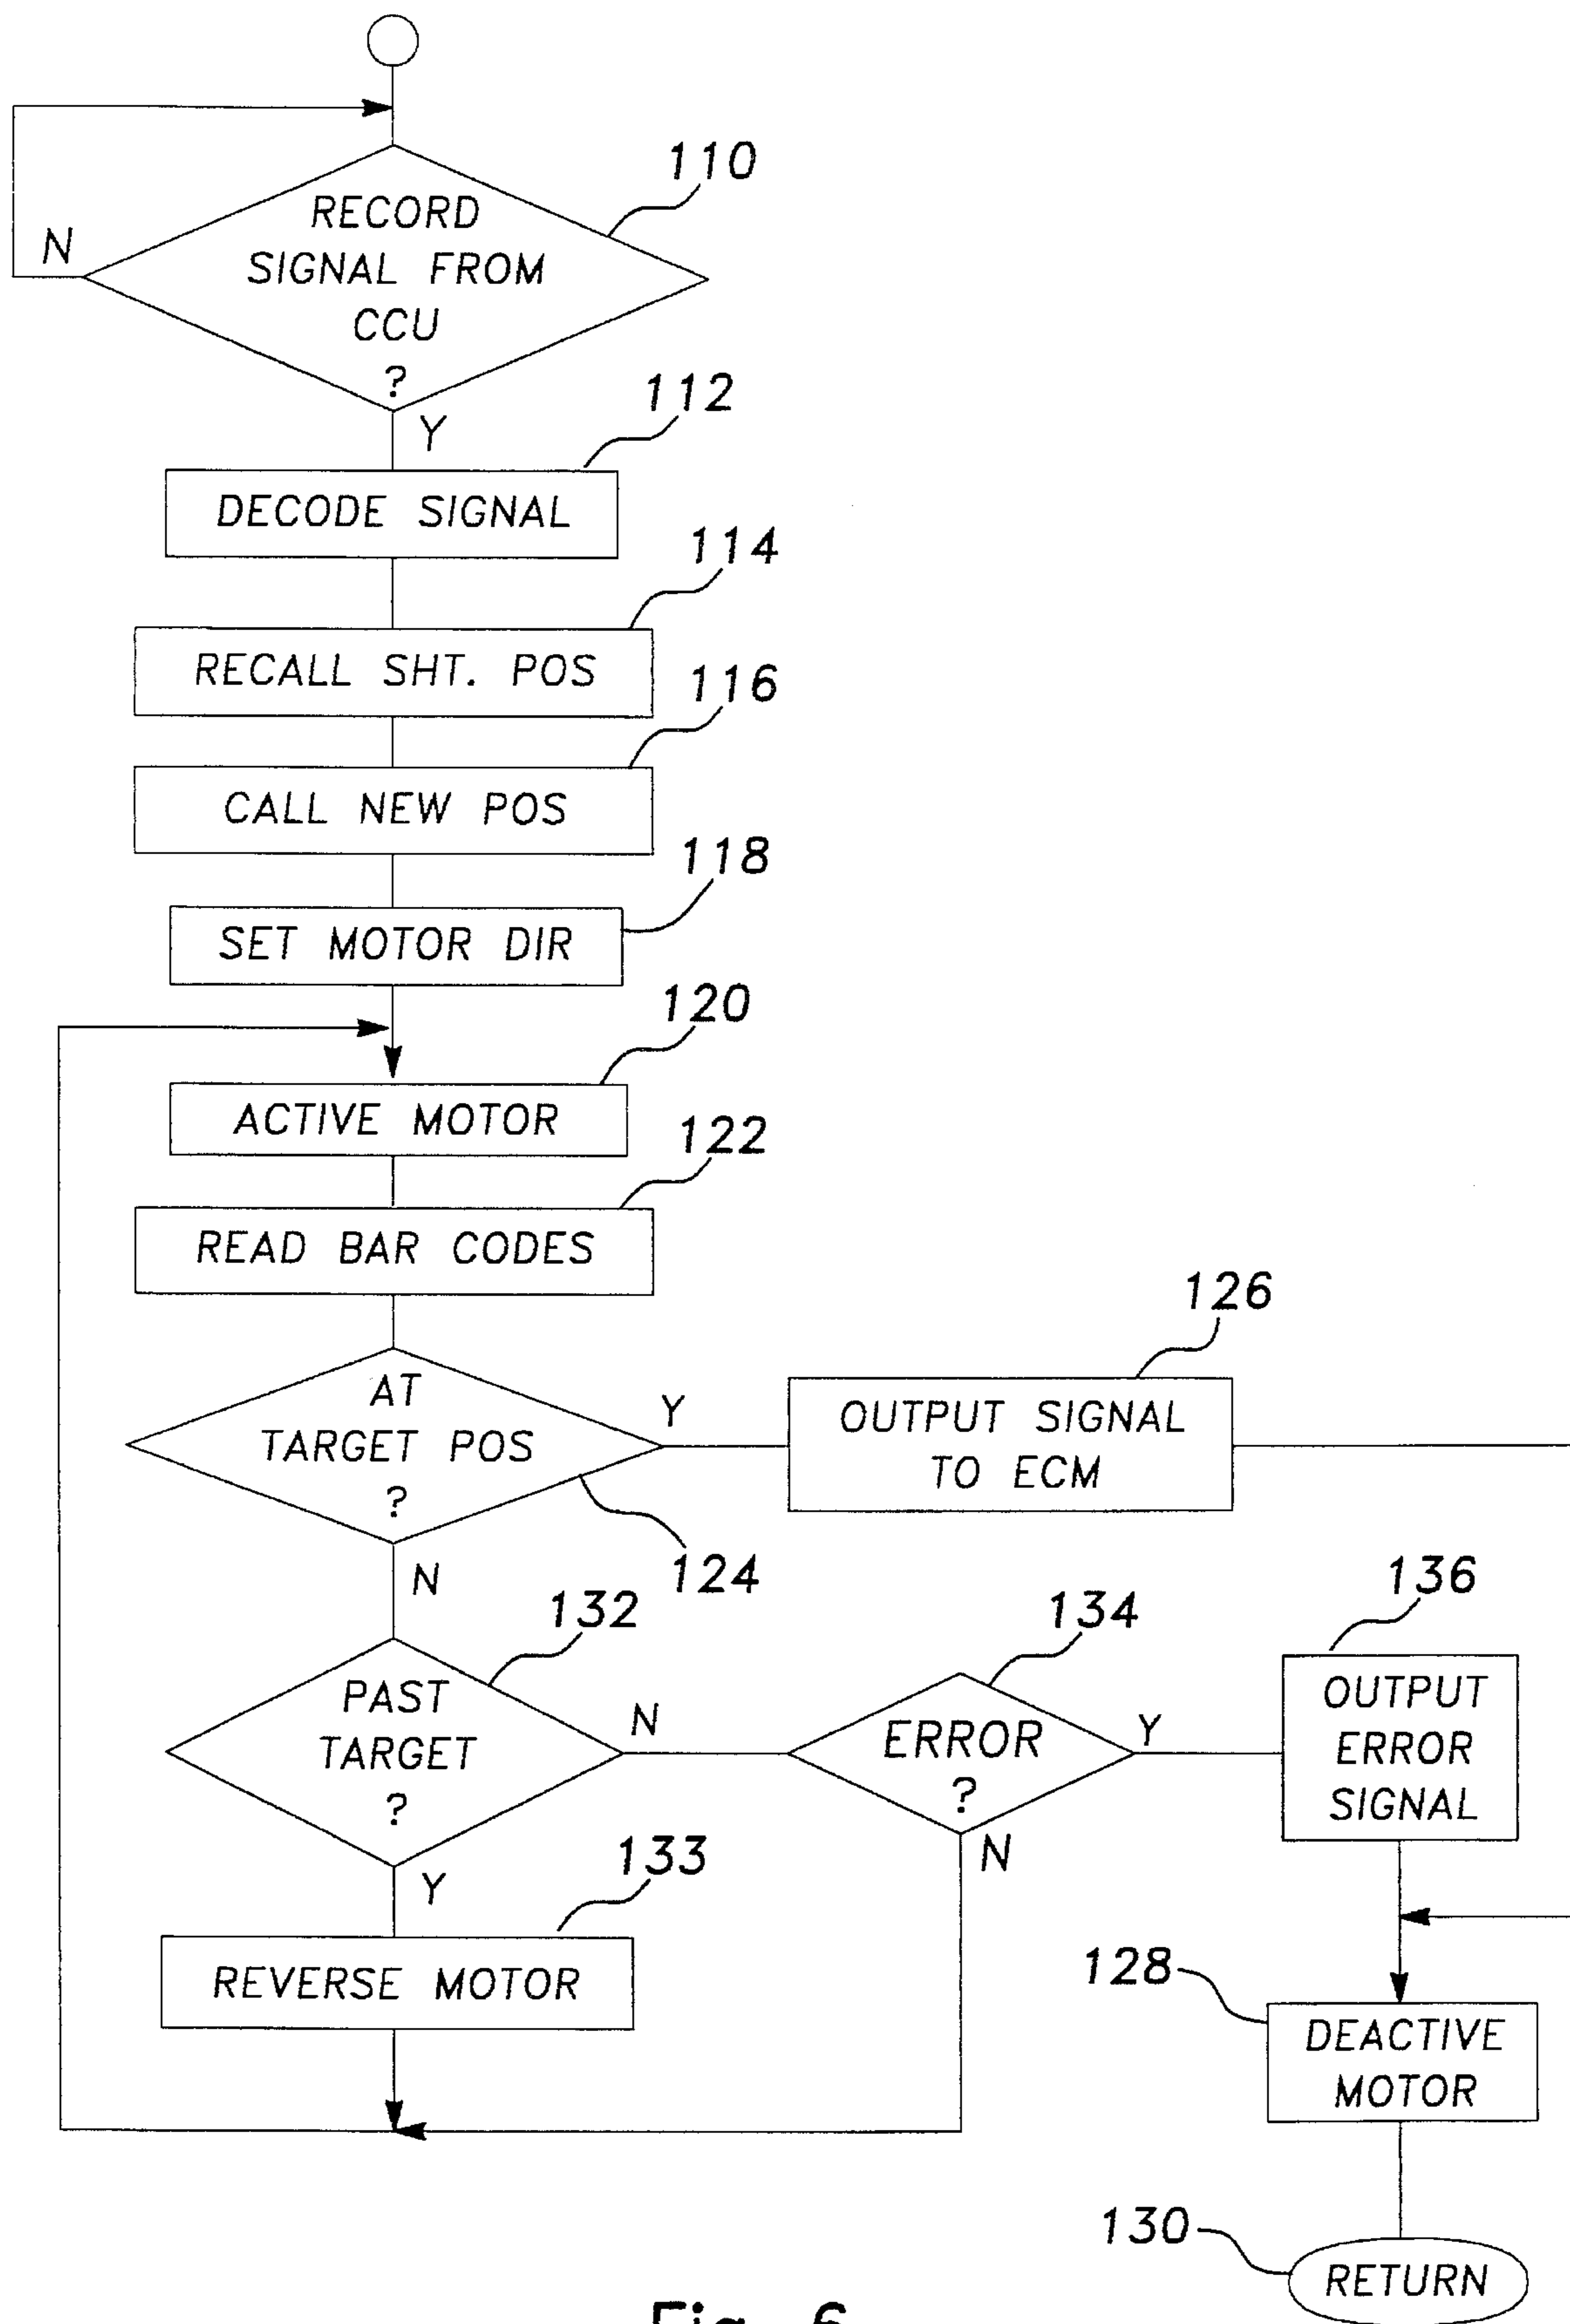 110
RECORD
SIGNAL FROM
CCU
?
N
Y
112
DECODE SIGNAL
114
RECALL SHT. POS
116
CALL NEW POS
118
SET MOTOR DIR
120
ACTIVE MOTOR
122
READ BAR CODES
AT
TARGET POS
?
Y
124
N
126
OUTPUT SIGNAL
TO ECM
132
PAST
TARGET
?
N
Y
134
ERROR
?
Y
N
136
OUTPUT
ERROR
SIGNAL
133
REVERSE MOTOR
128
DEACTIVE
MOTOR
130
RETURN
Fig. 6